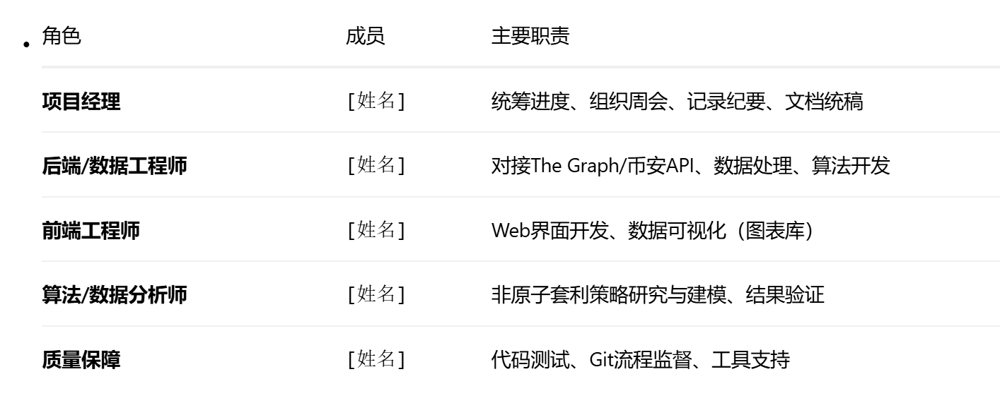 角色 成员 主要职责
项目经理 [姓名] 统筹进度、组织周会、记录纪要、文档统稿
后端/数据工程师 [姓名] 对接The Graph/币安API、数据处理、算法开发
前端工程师 [姓名] Web界面开发、数据可视化（图表库）
算法/数据分析师 [姓名] 非原子套利策略研究与建模、结果验证
质量保障 [姓名] 代码测试、Git流程监督、工具支持